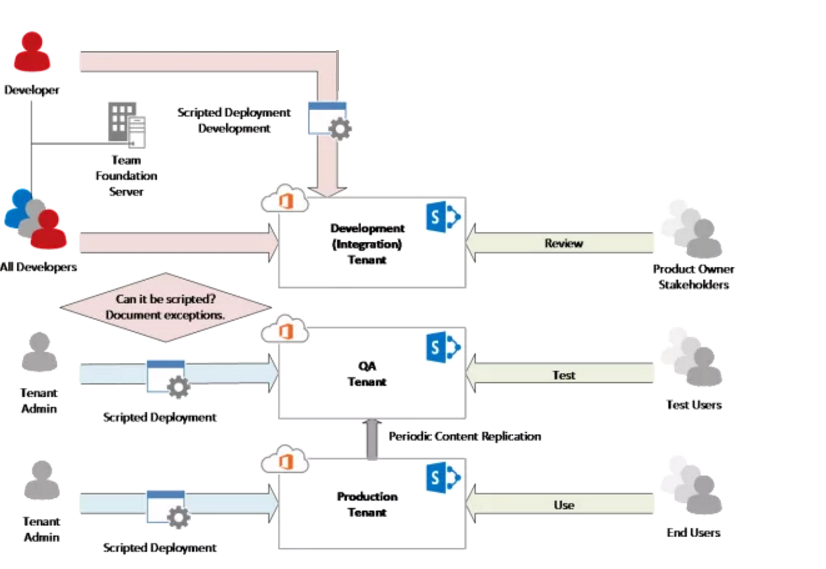 Developer
Scripted Deployment
Development
Team
Foundation
Server
All Developers
Development
(Integration)
Tenant
Review
Product Owner
Stakeholders
Can it be scripted?
Document exceptions.
QA
Tenant
Test
Tenant
Admin
Scripted Deployment
Test Users
Periodic Content Replication
Production
Tenant
Use
Tenant
Admin
Scripted Deployment
End Users
S
S
S